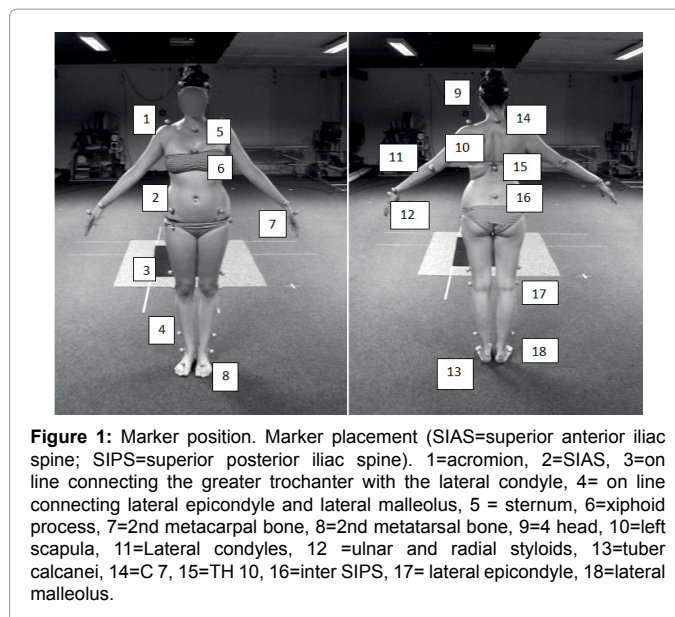 1
5
6
2
7
3
4
8
9
14
10
11
15
12
16
17
18
13
Figure 1: Marker position. Marker placement (SIAS=superior anterior iliac
spine; SIPS=superior posterior iliac spine). 1=acromion, 2=SIAS, 3=on
line connecting the greater trochanter with the lateral condyle, 4= on line
connecting lateral epicondyle and lateral malleolus, 5 = sternum, 6=xiphoid
process, 7=2nd metacarpal bone, 8=2nd metatarsal bone, 9=4 head, 10=left
scapula, 11=Lateral condyles, 12 =ulnar and radial styloids, 13=tuber
calcanei, 14=C 7, 15=TH 10, 16=inter SIPS, 17= lateral epicondyle, 18=lateral
malleolus.